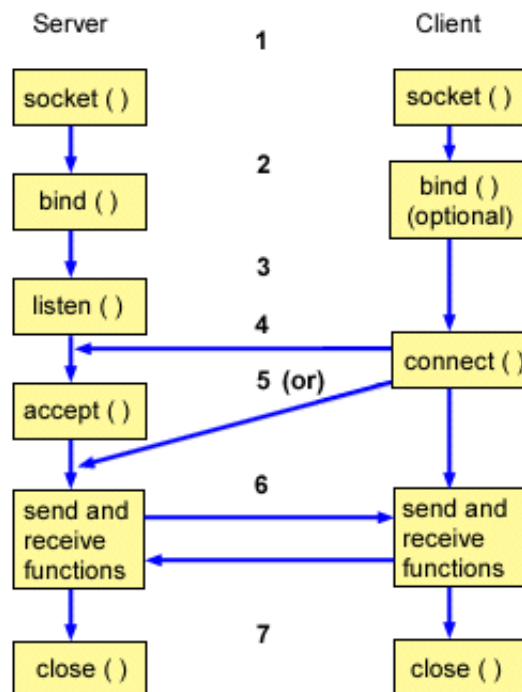 Server
1
Client
socket ( )
socket ( )
2
bind ( )
bind ( )
(optional)
3
listen ( )
4
connect ( )
5 (or)
accept ( )
6
send and
receive
functions
send and
receive
functions
7
close ( )
close ( )